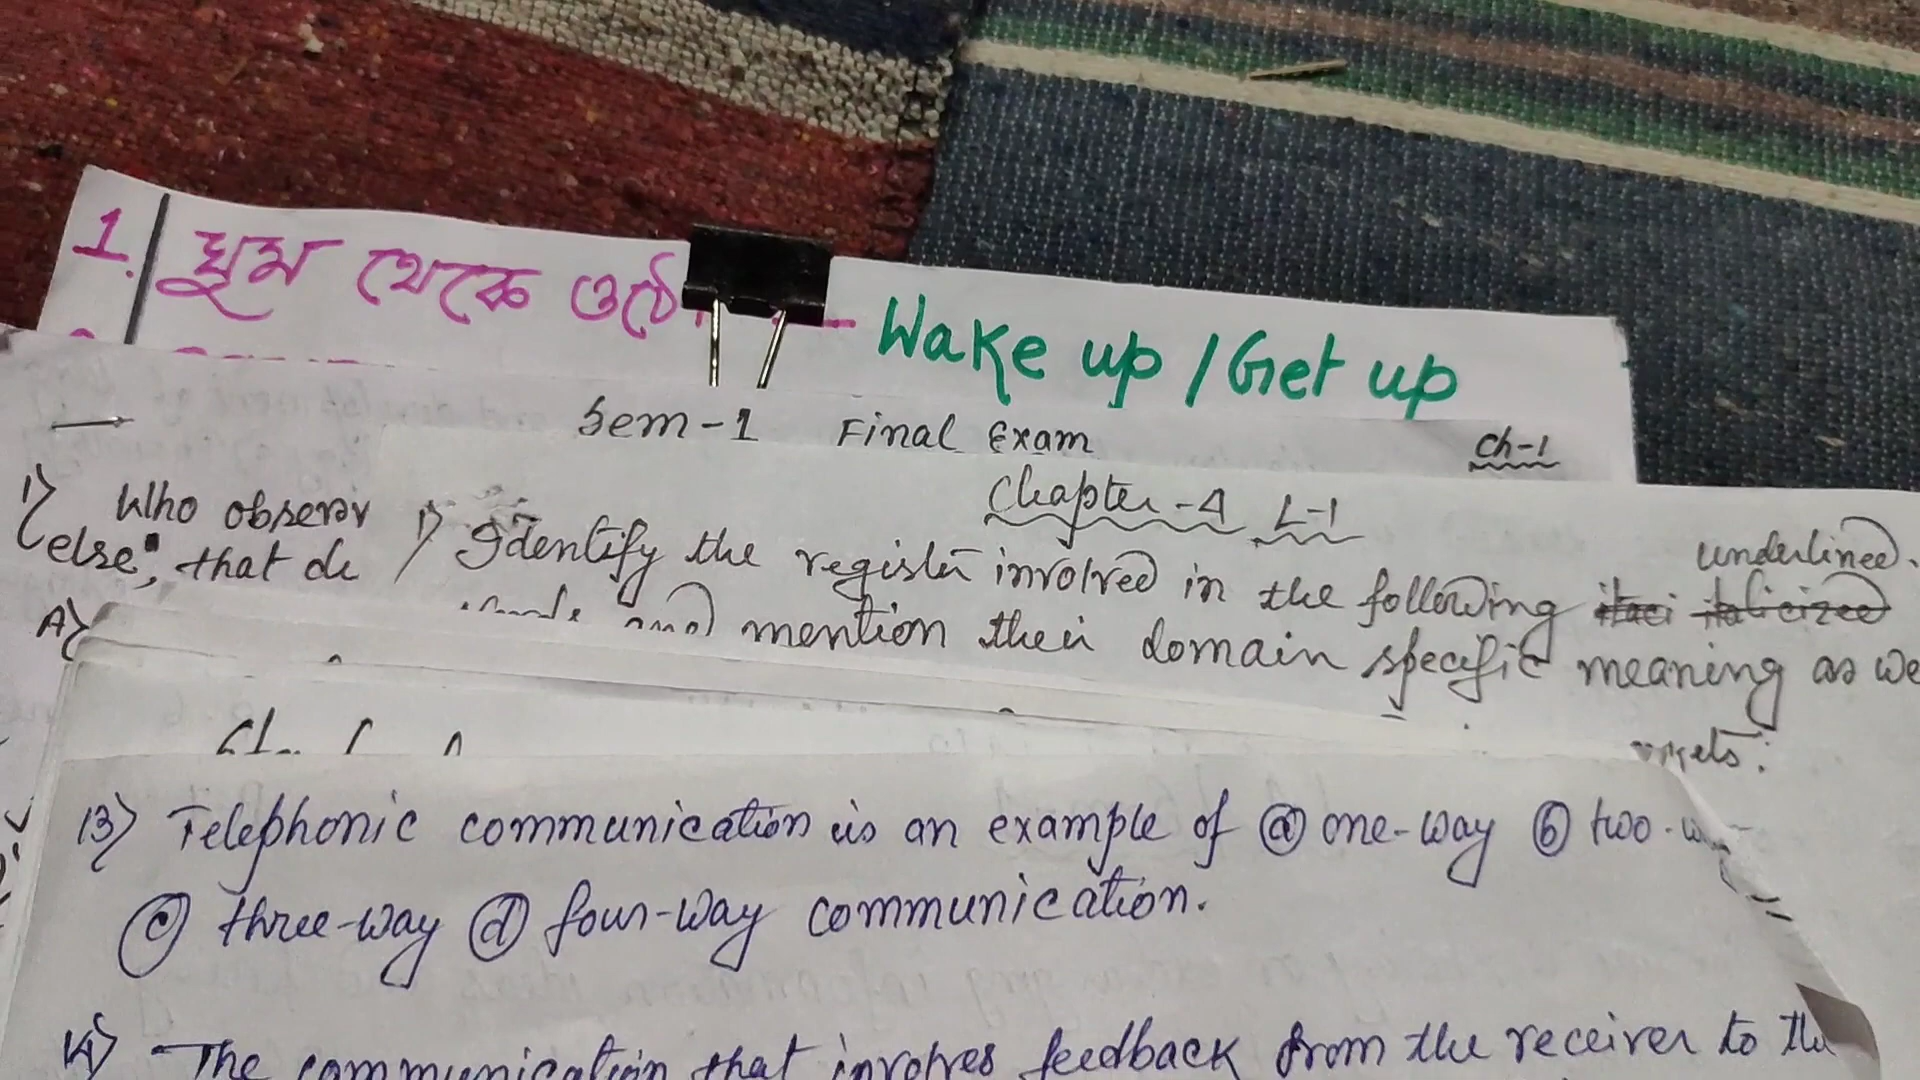 1. ঘুম থেকে ওঠে
Wake up / Get up
Sem-1 Final Exam
Ch-1
Chapter-4 L-1
1) Who observ
else, that de
A)
underlined.
1) Identify the register involved in the following italicized
and mention their domain specific meaning as we
13) Telephonic communication is an example of (a) one-way (b) two-w
(c) three-way (d) four-way communication.
14) The communication that involves feedback from the receiver to the